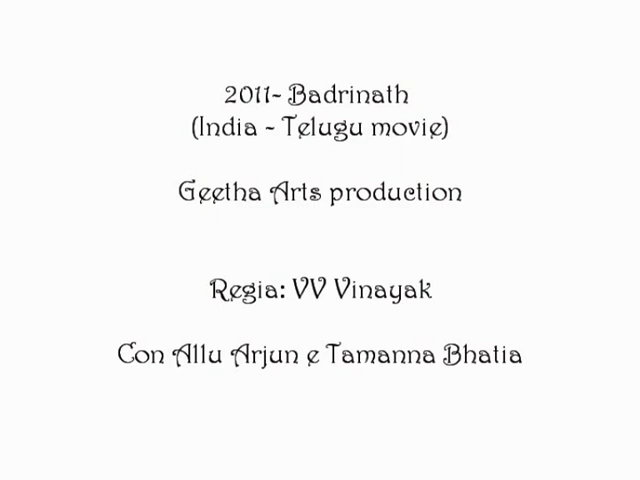 2011- Badrinath
(India - Telugu movie)
Geetha Arts production
Regia: VV Vinayak
Con Allu Arjun e Tamanna Bhatia